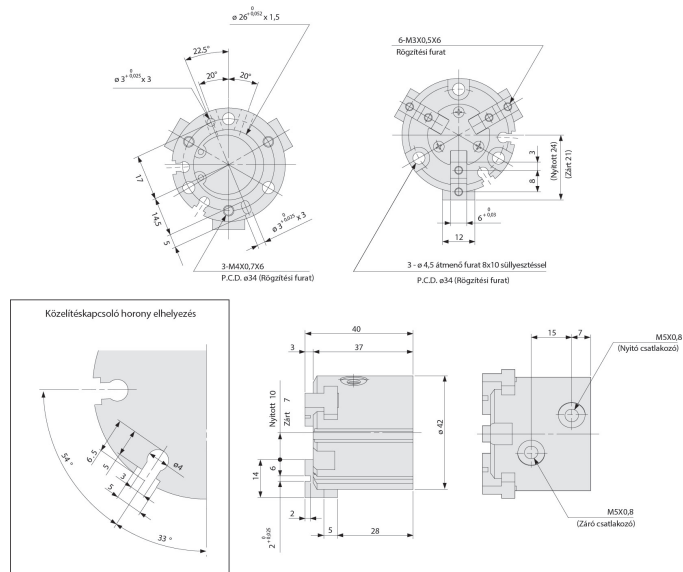 ø 26 0 +0,052 x 1,5
22.5°
20° 20°
ø 3 0 +0,025 x 3
17
14.5
5
ø 3 0 +0,025 x 3
3-M4X0,7X6
P.C.D. ø34 (Rögzítési furat)
6-M3X0,5X6
Rögzítési furat
3
8
(Nyitott 24)
(Zárt 21)
6 0 +0,03
12
3 - ø 4,5 átmenő furat 8x10 süllyesztéssel
P.C.D. ø34 (Rögzítési furat)
Közelítéskapcsoló horony elhelyezés
54 °
6.5
5
3
5
ø4
33 °
40
3 37
Nyitott 10
Zárt 7
6
14
2
2 0 +0,025
5 28
ø 42
15 7
M5X0,8
(Nyitó csatlakozó)
M5X0,8
(Záró csatlakozó)